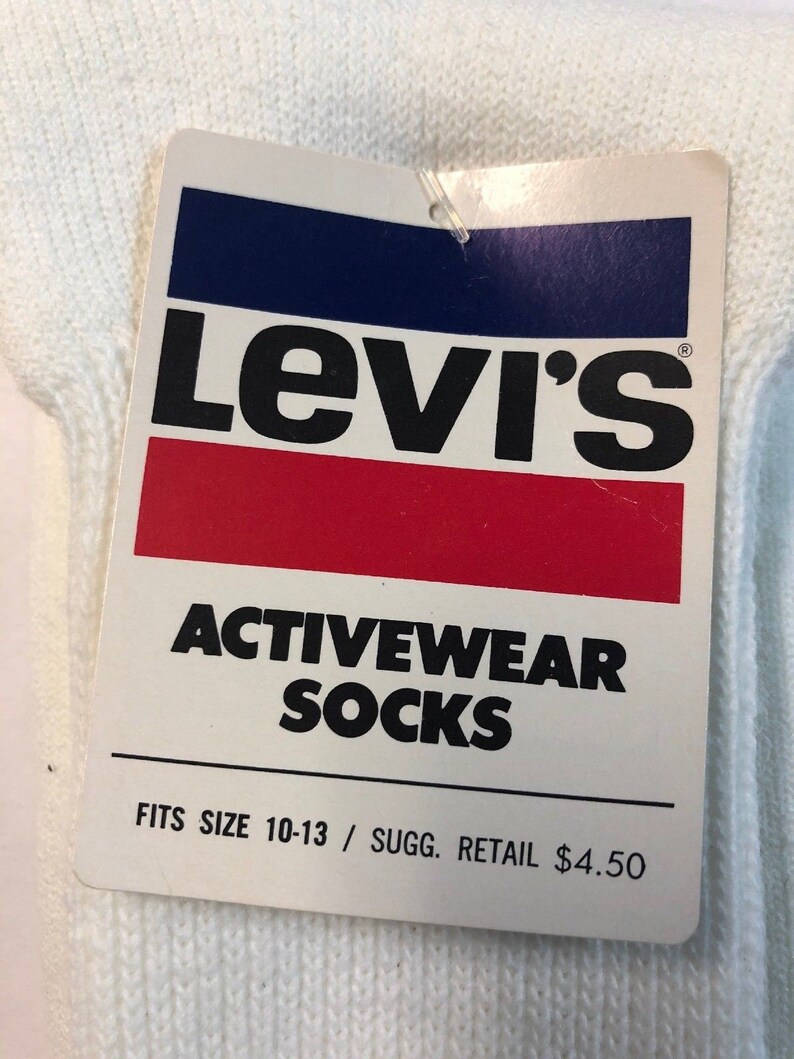 LeVI'S®
ACTIVEWEAR
SOCKS
FITS SIZE 10-13 / SUGG. RETAIL $4.50